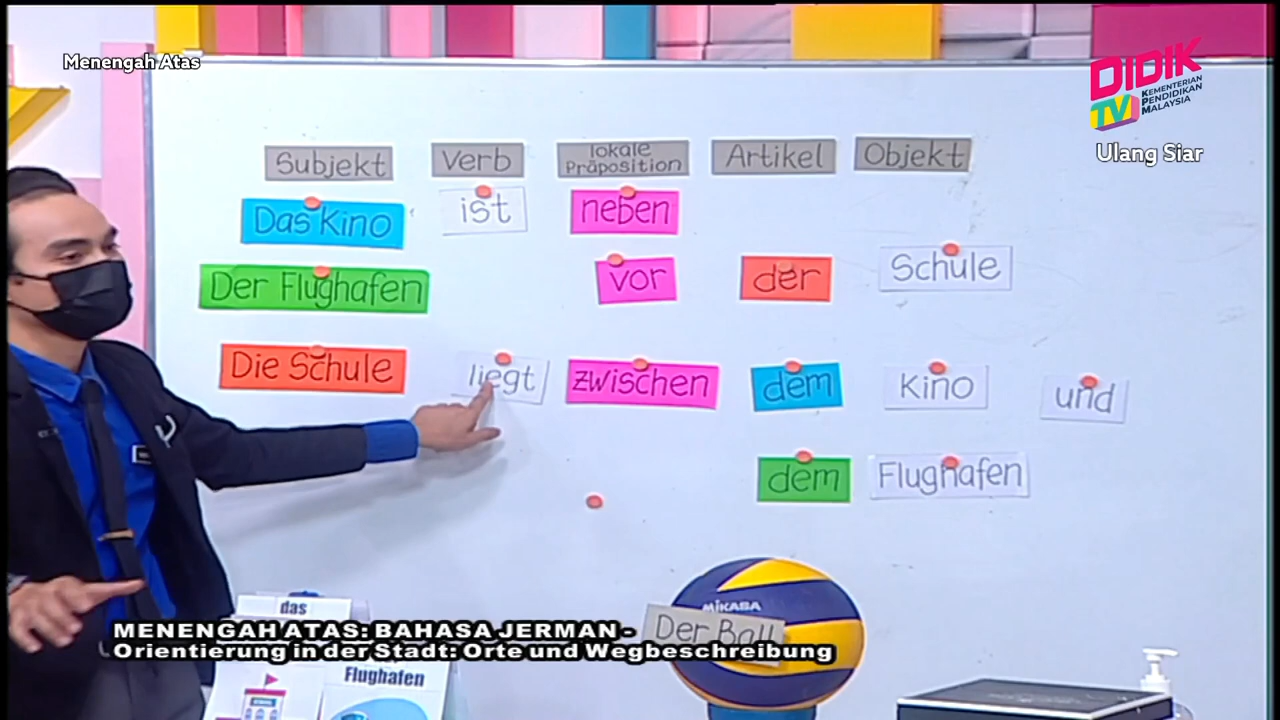 Menengah Atas
DIDIK
TV
KEMENTERIAN
PENDIDIKAN
MALAYSIA
Ulang Siar
Subjekt Verb lokale Präposition Artikel Objekt
Das Kino ist neben
Der Flughafen vor der Schule
Die Schule liegt zwischen dem Kino und
dem Flughafen
MIKASA
Der Ball
das
MENENGAH ATAS: BAHASA JERMAN -
Orientierung in der Stadt: Orte und Wegbeschreibung
Flughafen